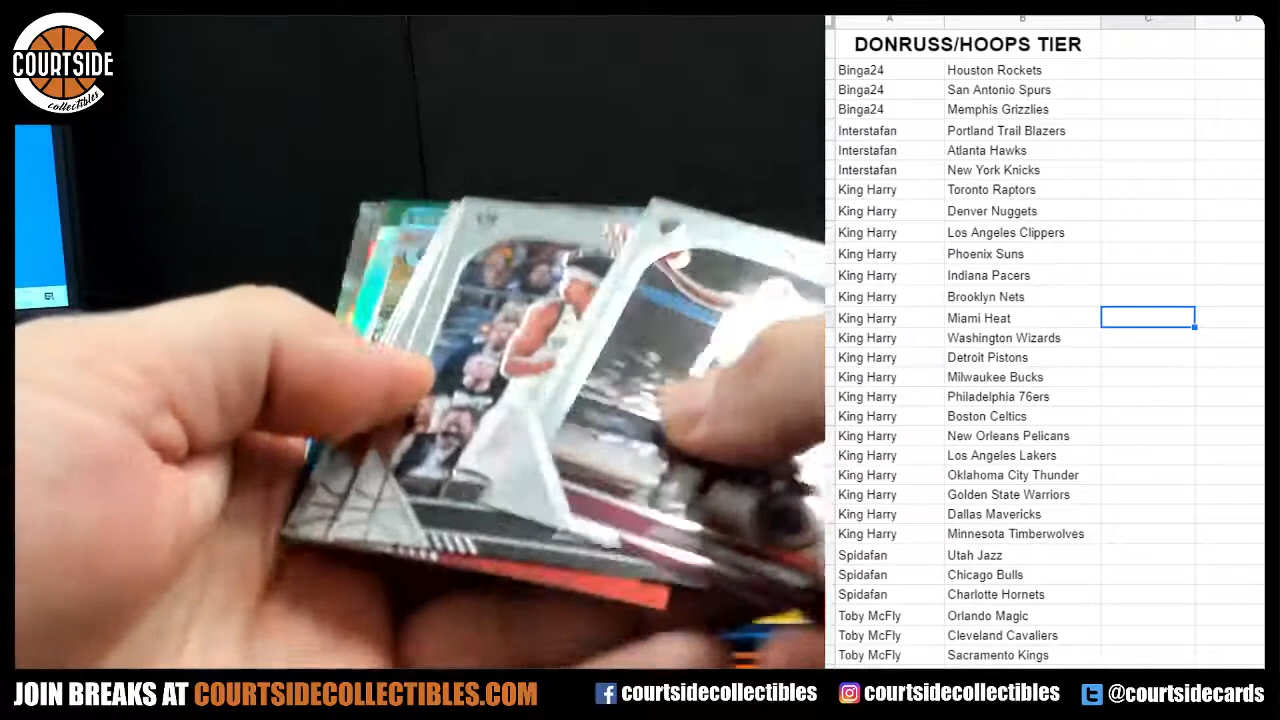 COURTSIDE
collectibles
A B C D
DONRUSS/HOOPS TIER
Binga24 Houston Rockets
Binga24 San Antonio Spurs
Binga24 Memphis Grizzlies
Interstafan Portland Trail Blazers
Interstafan Atlanta Hawks
Interstafan New York Knicks
King Harry Toronto Raptors
King Harry Denver Nuggets
King Harry Los Angeles Clippers
King Harry Phoenix Suns
King Harry Indiana Pacers
King Harry Brooklyn Nets
King Harry Miami Heat
King Harry Washington Wizards
King Harry Detroit Pistons
King Harry Milwaukee Bucks
King Harry Philadelphia 76ers
King Harry Boston Celtics
King Harry New Orleans Pelicans
King Harry Los Angeles Lakers
King Harry Oklahoma City Thunder
King Harry Golden State Warriors
King Harry Dallas Mavericks
King Harry Minnesota Timberwolves
Spidafan Utah Jazz
Spidafan Chicago Bulls
Spidafan Charlotte Hornets
Toby McFly Orlando Magic
Toby McFly Cleveland Cavaliers
Toby McFly Sacramento Kings
JOIN BREAKS AT COURTSIDECOLLECTIBLES.COM courtsidecollectibles courtsidecollectibles @courtsidecards